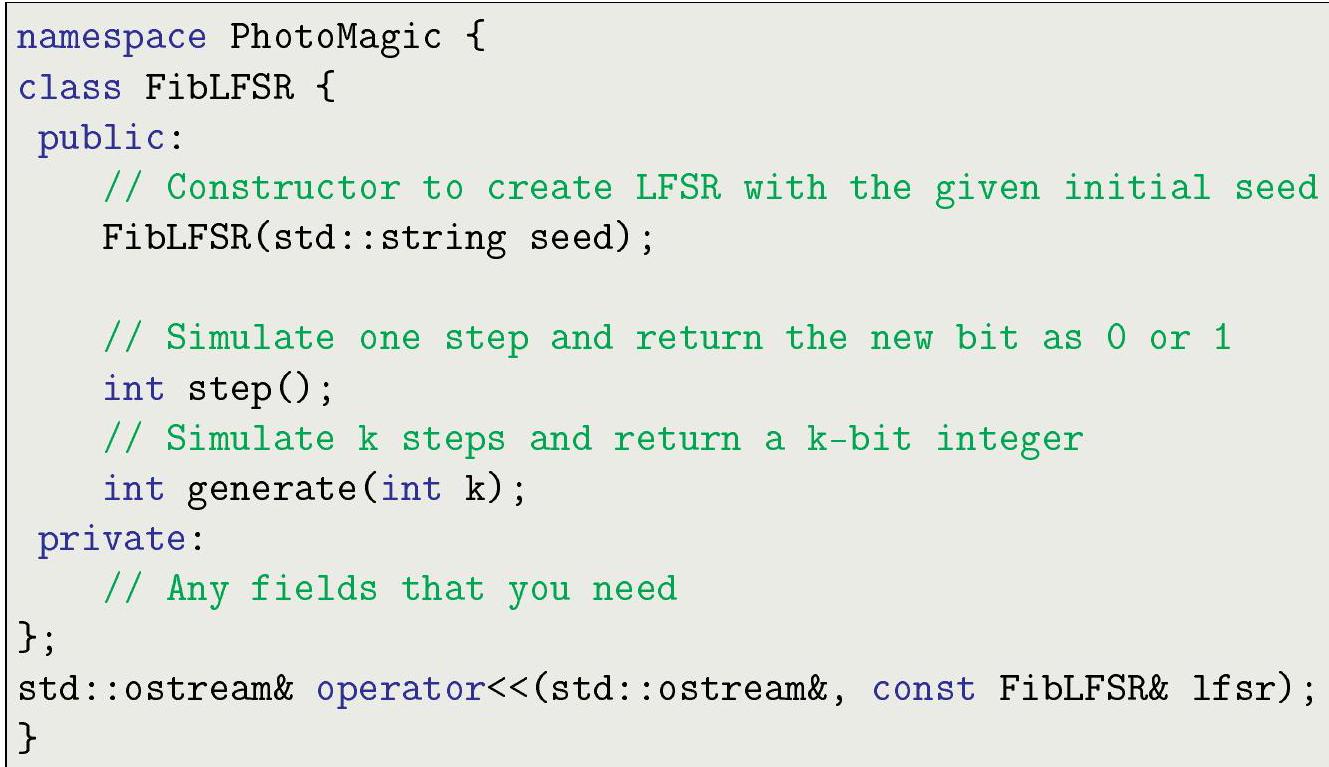 namespace PhotoMagic {
class FibLFSR {
 public:
    // Constructor to create LFSR with the given initial seed
    FibLFSR(std::string seed);

    // Simulate one step and return the new bit as 0 or 1
    int step();
    // Simulate k steps and return a k-bit integer
    int generate(int k);
 private:
    // Any fields that you need
};
std::ostream& operator<<(std::ostream&, const FibLFSR& lfsr);
}